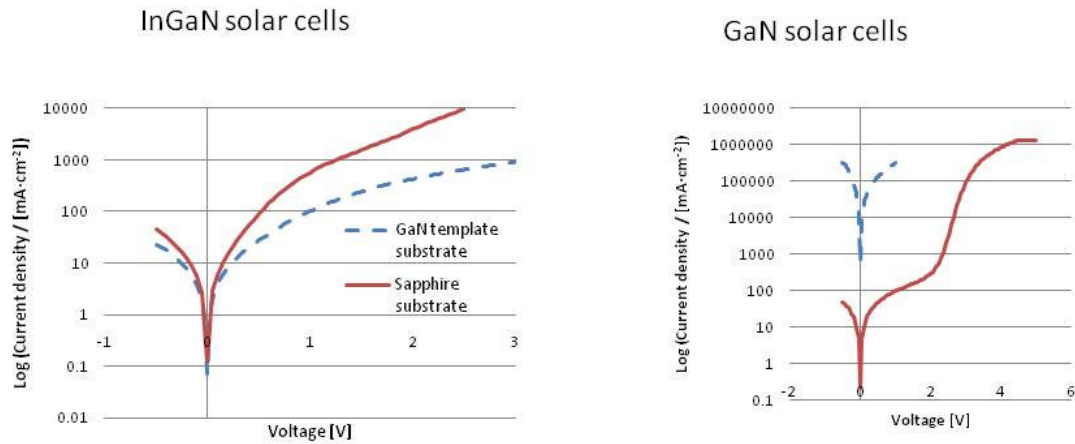 InGaN solar cells
Log (Current density / [mA·cm⁻²])
10000
1000
100
10
1
0.1
0.01
-1
0
1
2
3
Voltage [V]
GaN template
substrate
Sapphire
substrate
GaN solar cells
Log (Current density / [mA·cm⁻²])
10000000
1000000
100000
10000
1000
100
10
1
0.1
-2
0
2
4
6
Voltage [V]